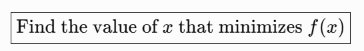 Find the value of x that minimizes f(x)